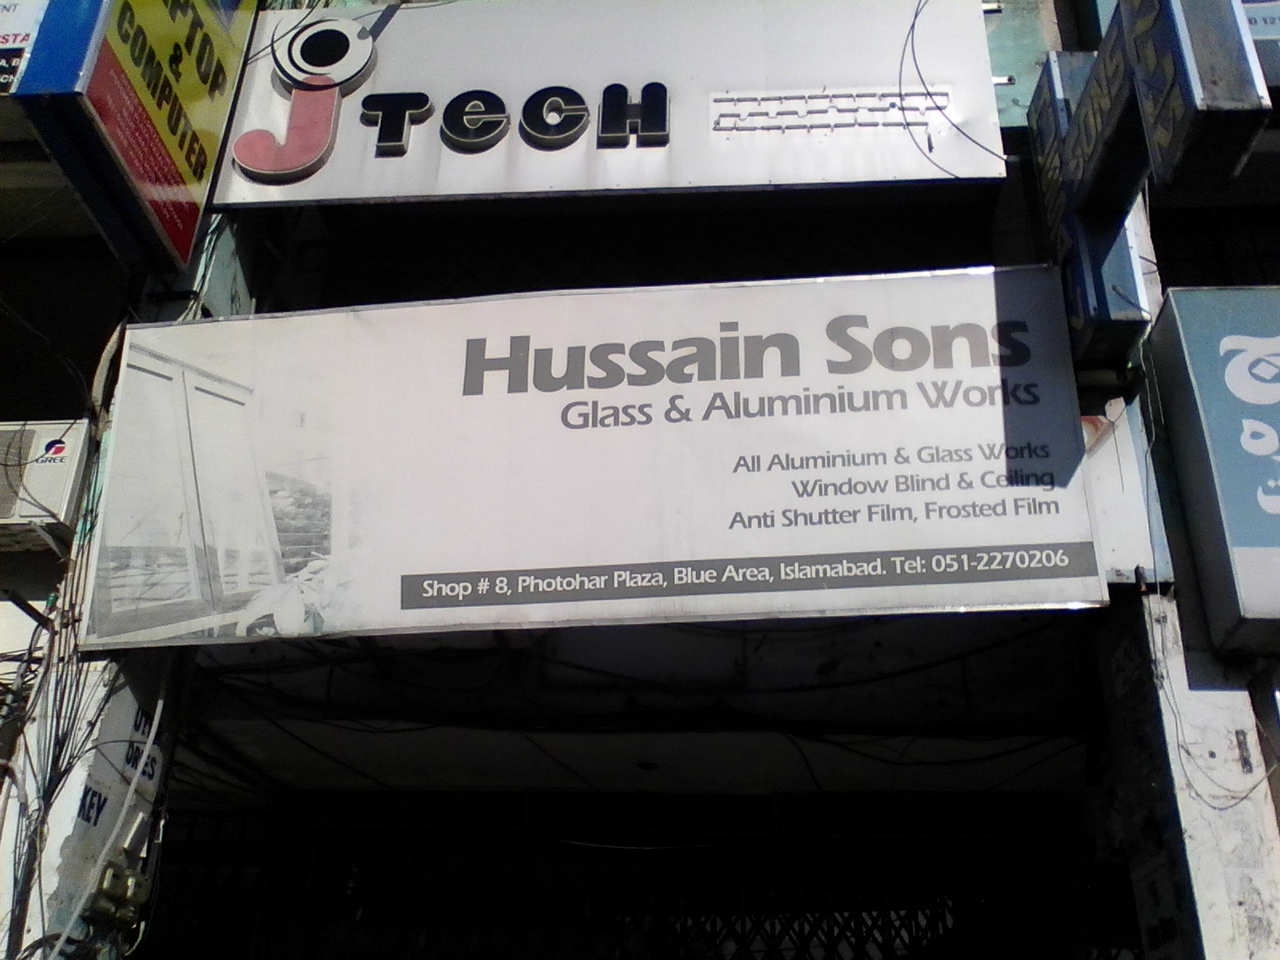 & 
COMPUTER
J TECH
SONS
Hussain Sons
Glass & Aluminium Works
All Aluminium & Glass Works
Window Blind & Ceiling
Anti Shutter Film, Frosted Film
Shop # 8, Photohar Plaza, Blue Area, Islamabad. Tel: 051-2270206
GREE
KEY